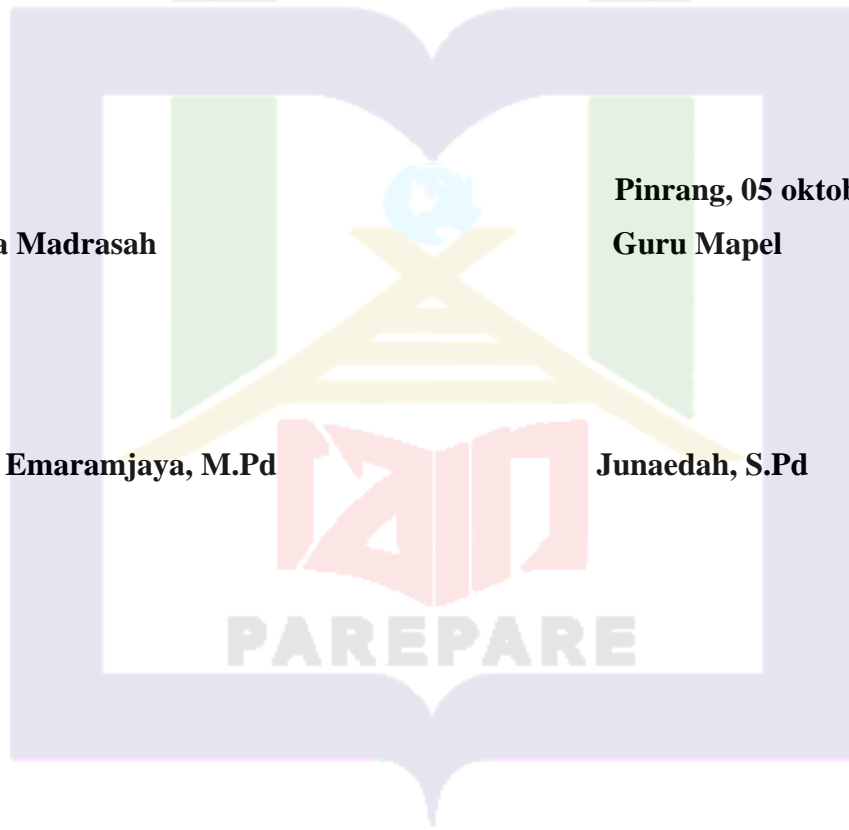 Pinrang, 05 oktob
a Madrasah Guru Mapel
Emaramjaya, M.Pd Junaedah, S.Pd
PAREPARE